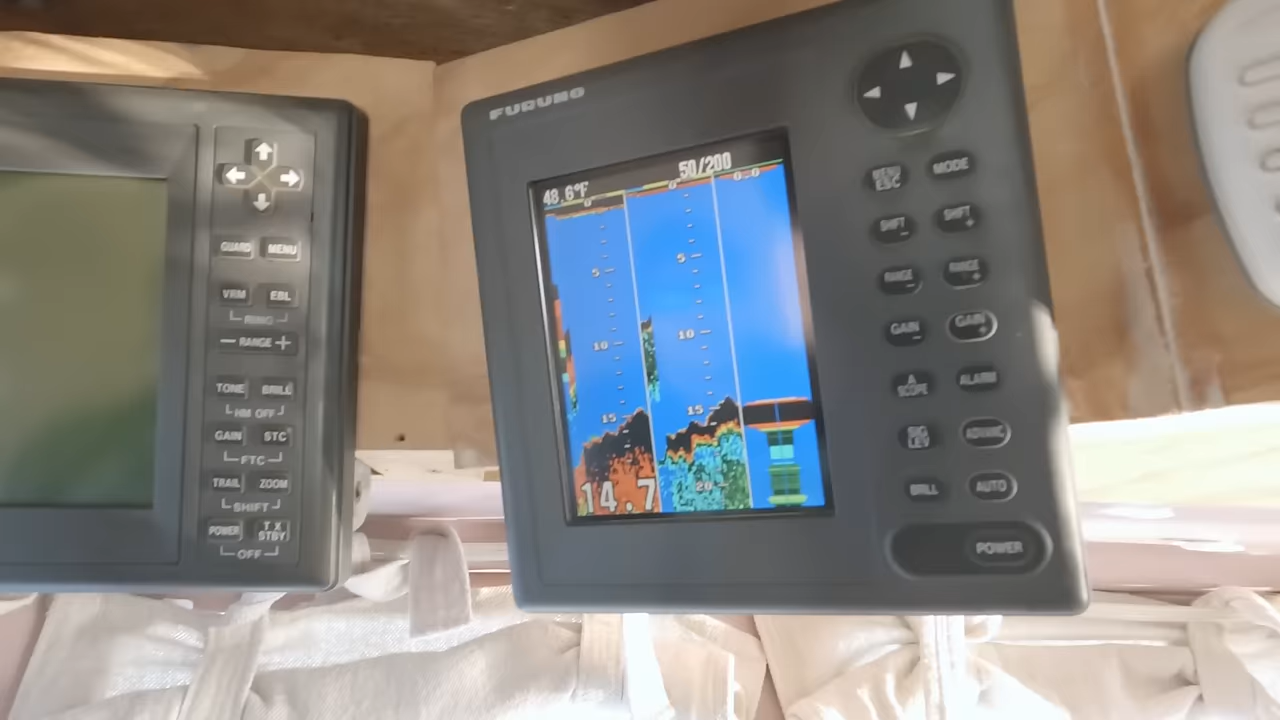 GUARD MENU
VRM EBL
RING
− RANGE +
TONE BRILL
HM OFF
GAIN STC
FTC
TRAIL ZOOM
SHIFT
POWER TX STBY
OFF
FURUNO
48.6°F
50/200
0 0 0.0
5 5
10 10
15 15
20
14.7
MENU ESC MODE
SHIFT − SHIFT +
RANGE − RANGE +
GAIN − GAIN +
A SCOPE ALARM
SIG LEV ADVNC
BRILL AUTO
POWER